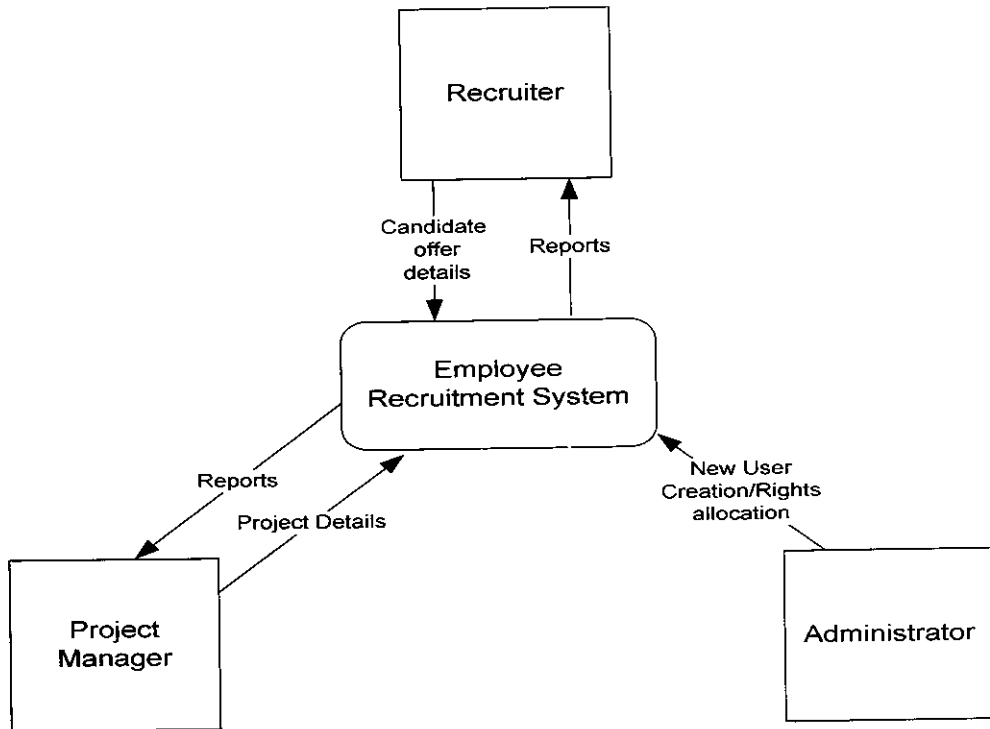 Recruiter
Candidate
offer
details
Reports
Employee
Recruitment System
Reports
Project Details
New User
Creation/Rights
allocation
Project
Manager
Administrator